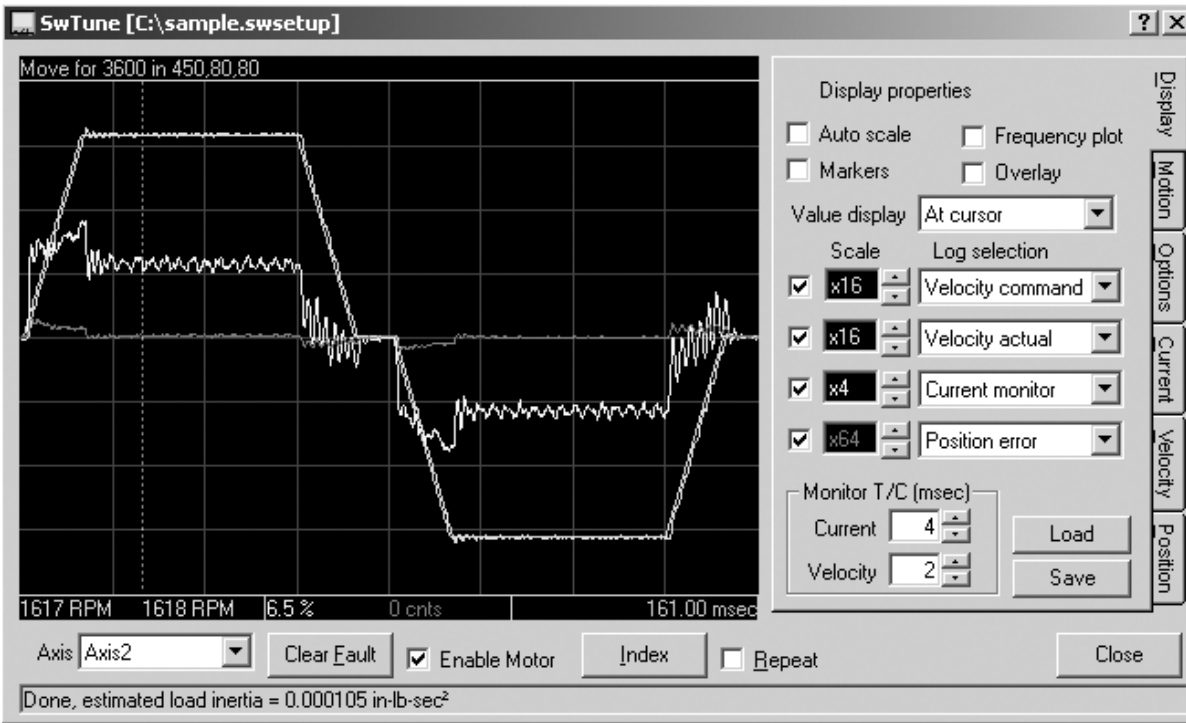 SwTune [C:\sample.swsetup]
Move for 3600 in 450,80,80
1617 RPM 1618 RPM 6.5 % 0 cnts 161.00 msec
Display properties
Auto scale Frequency plot
Markers Overlay
Value display At cursor
Scale Log selection
x16 Velocity command
x16 Velocity actual
x4 Current monitor
x64 Position error
Monitor T/C (msec)
Current 4
Velocity 2
Load
Save
Display
Motion
Options
Current
Velocity
Position
Axis Axis2 Clear Fault Enable Motor Index Repeat Close
Done, estimated load inertia = 0.000105 in-lb-sec²